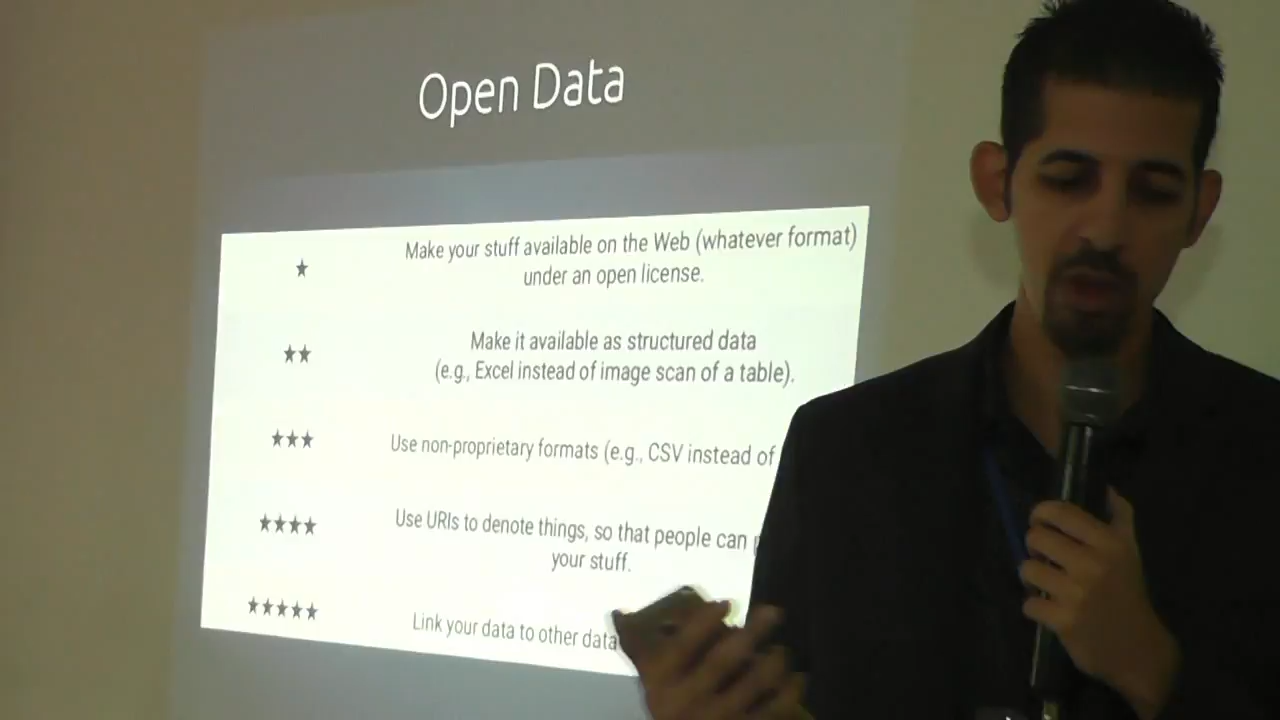 Open Data
★ Make your stuff available on the Web (whatever format)
under an open license.
★★ Make it available as structured data
(e.g., Excel instead of image scan of a table).
★★★ Use non-proprietary formats (e.g., CSV instead of
★★★★ Use URIs to denote things, so that people can
your stuff.
★★★★★ Link your data to other data